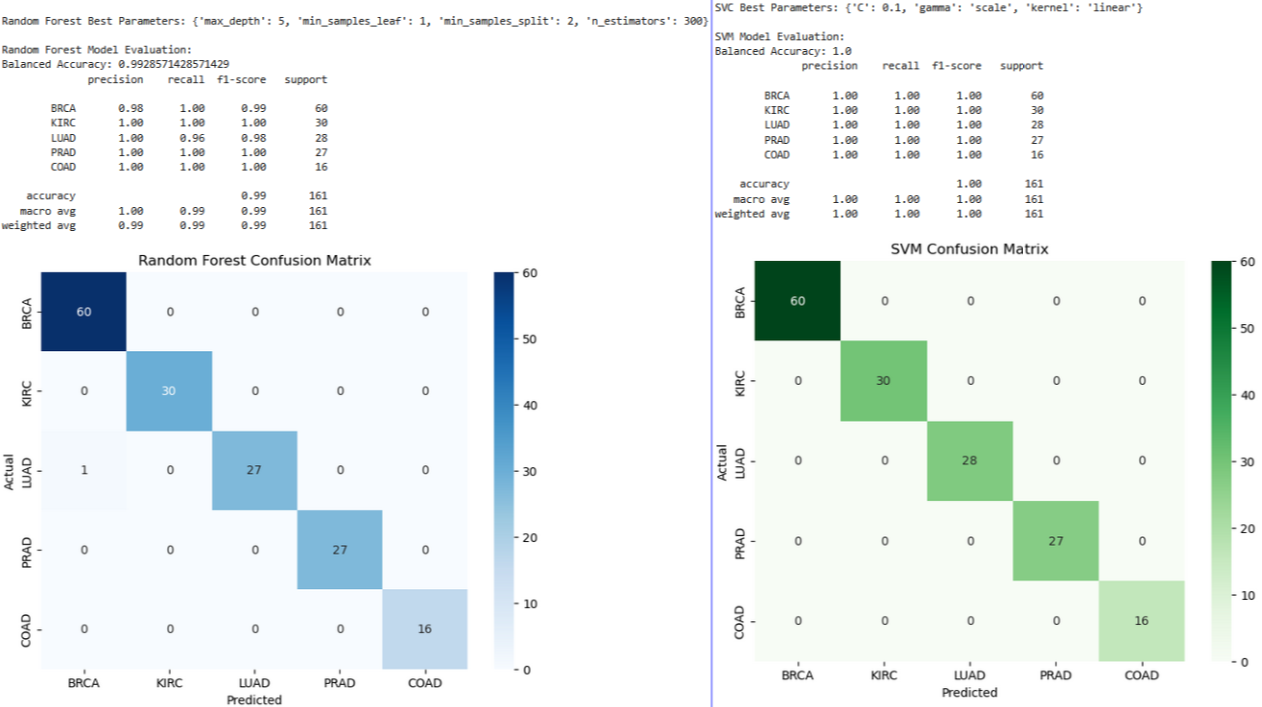 Random Forest Best Parameters: {'max_depth': 5, 'min_samples_leaf': 1, 'min_samples_split': 2, 'n_estimators': 300}
Random Forest Model Evaluation:
Balanced Accuracy: 0.9928571428571429
precision recall f1-score support
BRCA 0.98 1.00 0.99 60
KIRC 1.00 1.00 1.00 30
LUAD 1.00 0.96 0.98 28
PRAD 1.00 1.00 1.00 27
COAD 1.00 1.00 1.00 16
accuracy 0.99 161
macro avg 1.00 0.99 0.99 161
weighted avg 0.99 0.99 0.99 161
Random Forest Confusion Matrix
BRCA 60 0 0 0 0
KIRC 0 30 0 0 0
LUAD 1 0 27 0 0
PRAD 0 0 0 27 0
COAD 0 0 0 0 16
Actual
BRCA KIRC LUAD PRAD COAD
Predicted
60
50
40
30
20
10
0
SVC Best Parameters: {'C': 0.1, 'gamma': 'scale', 'kernel': 'linear'}
SVM Model Evaluation:
Balanced Accuracy: 1.0
precision recall f1-score support
BRCA 1.00 1.00 1.00 60
KIRC 1.00 1.00 1.00 30
LUAD 1.00 1.00 1.00 28
PRAD 1.00 1.00 1.00 27
COAD 1.00 1.00 1.00 16
accuracy 1.00 161
macro avg 1.00 1.00 1.00 161
weighted avg 1.00 1.00 1.00 161
SVM Confusion Matrix
BRCA 60 0 0 0 0
KIRC 0 30 0 0 0
LUAD 0 0 28 0 0
PRAD 0 0 0 27 0
COAD 0 0 0 0 16
Actual
BRCA KIRC LUAD PRAD COAD
Predicted
60
50
40
30
20
10
0